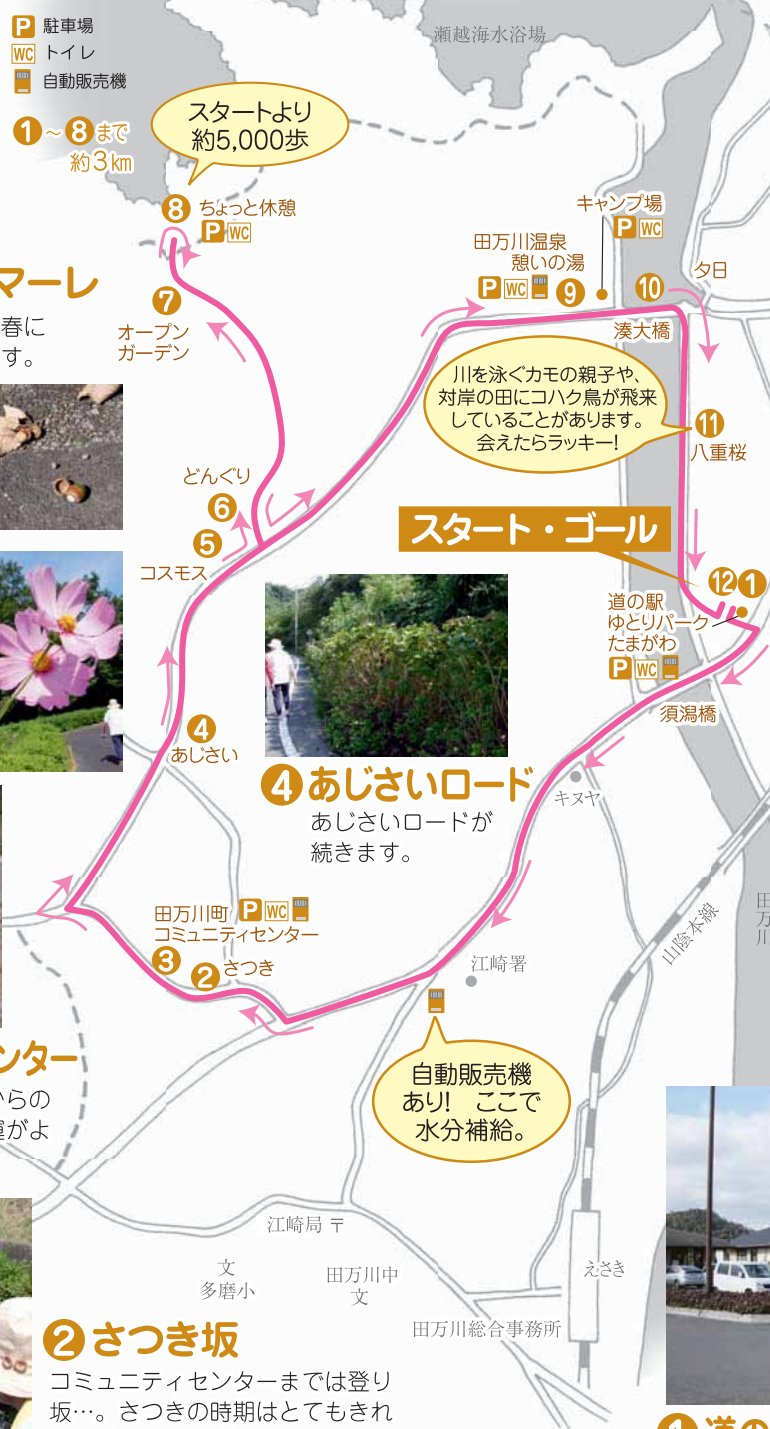 P 駐車場
WC トイレ
自動販売機
1～8まで
約3km
瀬越海水浴場
スタートより
約5,000歩
8 ちょっと休憩
P WC
キャンプ場
P WC
田万川温泉
憩いの湯
P WC 9
10
夕日
湊大橋
マーレ
春に
す。
7
オープン
ガーデン
川を泳ぐカモの親子や、
対岸の田にコハク鳥が飛来
していることがあります。
会えたらラッキー!
11
八重桜
どんぐり
6
5
コスモス
スタート・ゴール
12 1
道の駅
ゆとりパーク
たまがわ
P WC
須潟橋
4
あじさい
4 あじさいロード
あじさいロードが
続きます。
キヌヤ
田万川町 P WC
コミュニティセンター
3 2 さつき
山陰本線
田万川
江崎署
自動販売機
あり! ここで
水分補給。
ンター
からの
がよ
江崎局 〒
文
多磨小
田万川中
文
えさき
田万川総合事務所
2 さつき坂
コミュニティセンターまでは登り
坂…。さつきの時期はとてもきれ
1 道の